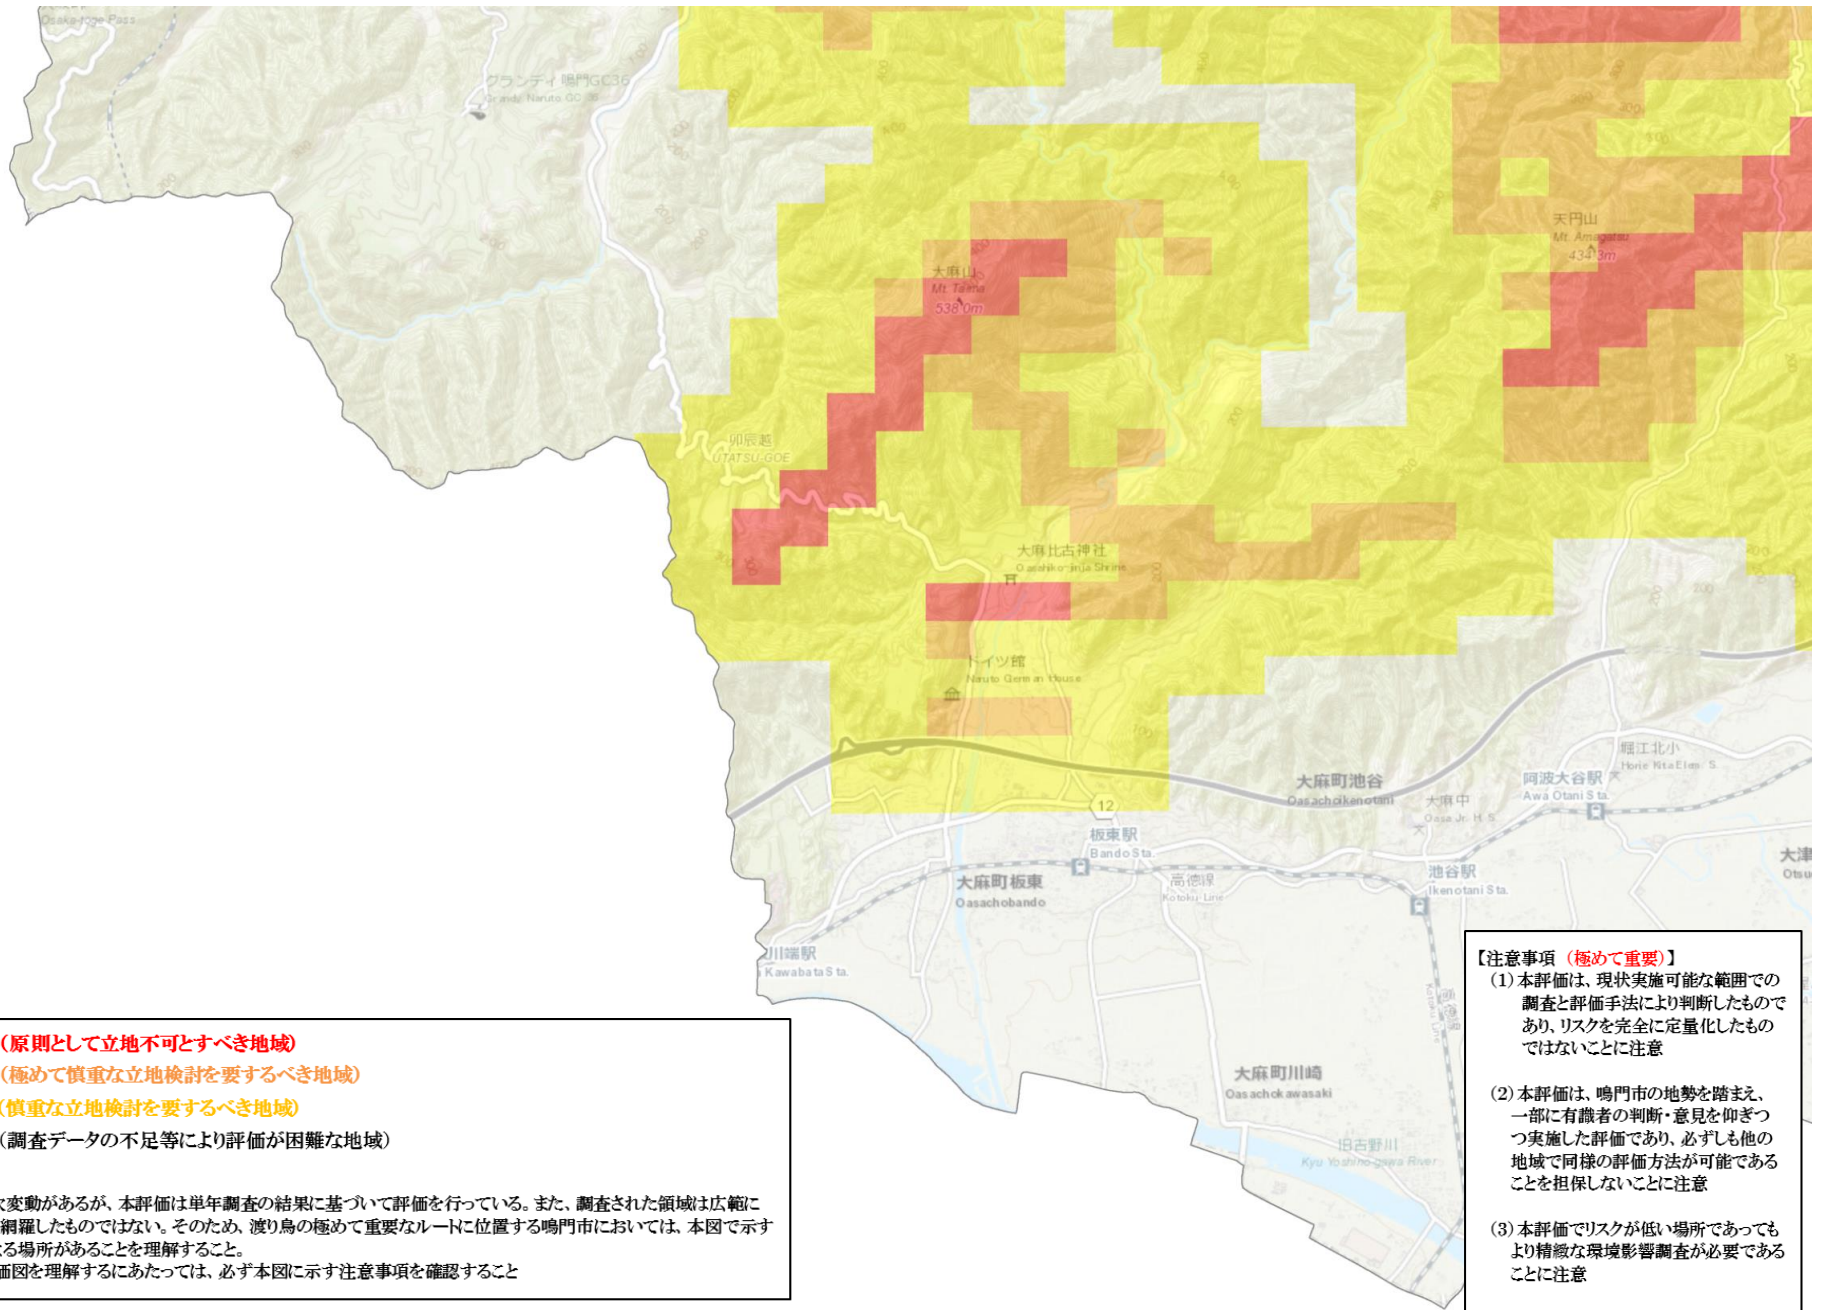 Osaka-toge Pass
グランディ鳴門GC36
Grandy Naruto GC 36
大麻山
Mt. Taima
538.0m
天円山
Mt. Amagatsu
434.3m
卯辰越
UTATSU-GOE
大麻比古神社
Oasahiko-jinja Shrine
ドイツ館
Naruto German House
堀江北小
Horie Kita Elem. S.
大麻町池谷
Oasachoikenotani
阿波大谷駅
Awa Otani Sta.
大麻中
Oasa Jr. H. S.
12
板東駅
Bando Sta.
大津
Otsu
池谷駅
Ikenotani Sta.
大麻町板東
Oasachobando
高徳線
Kotoku Line
川端駅
Kawabata Sta.
大麻町川崎
Oasachokawasaki
旧吉野川
Kyu Yoshino-gawa River
(原則として立地不可とすべき地域)
(極めて慎重な立地検討を要するべき地域)
(慎重な立地検討を要するべき地域)
(調査データの不足等により評価が困難な地域)
変動があるが、本評価は単年調査の結果に基づいて評価を行っている。また、調査された領域は広範に
網羅したものではない。そのため、渡り鳥の極めて重要なルートに位置する鳴門市においては、本図で示す
る場所があることを理解すること。
価図を理解するにあたっては、必ず本図に示す注意事項を確認すること
【注意事項(極めて重要)】
(1)本評価は、現状実施可能な範囲での
調査と評価手法により判断したもので
あり、リスクを完全に定量化したもの
ではないことに注意
(2)本評価は、鳴門市の地勢を踏まえ、
一部に有識者の判断・意見を仰ぎつ
つ実施した評価であり、必ずしも他の
地域で同様の評価方法が可能である
ことを担保しないことに注意
(3)本評価でリスクが低い場所であっても
より精緻な環境影響調査が必要である
ことに注意